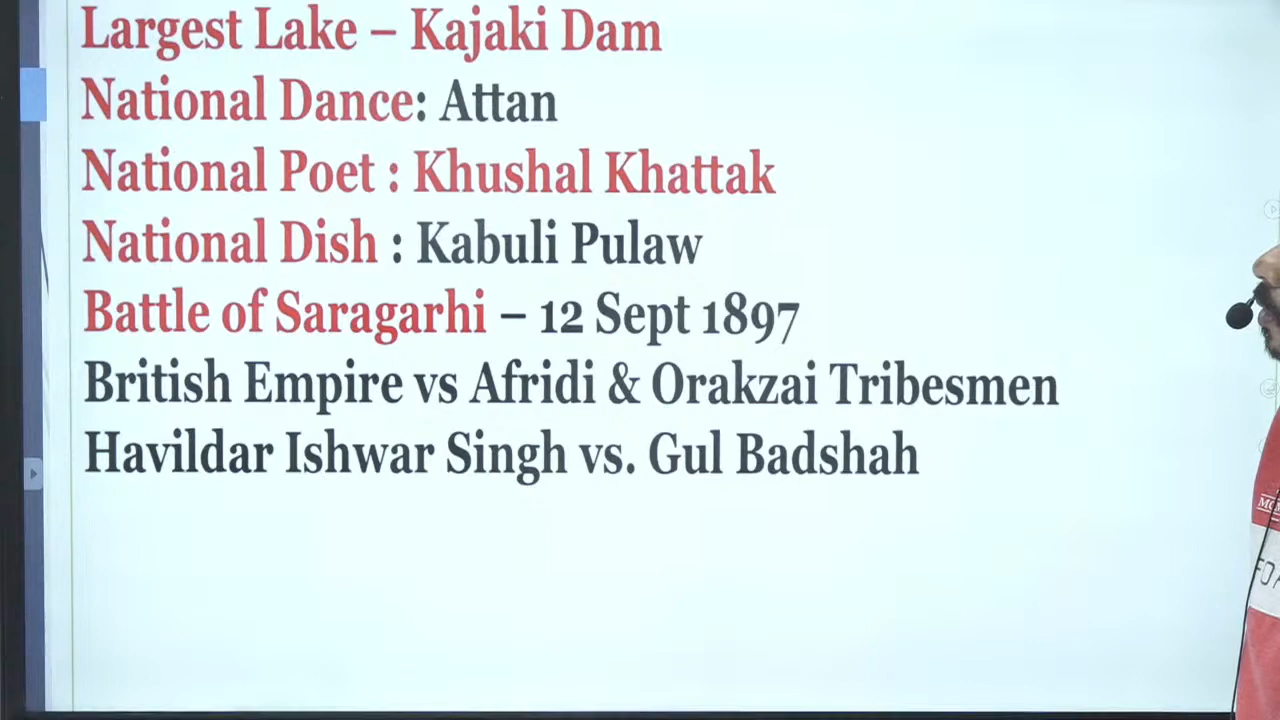 Largest Lake – Kajaki Dam
National Dance: Attan
National Poet : Khushal Khattak
National Dish : Kabuli Pulaw
Battle of Saragarhi – 12 Sept 1897
British Empire vs Afridi & Orakzai Tribesmen
Havildar Ishwar Singh vs. Gul Badshah